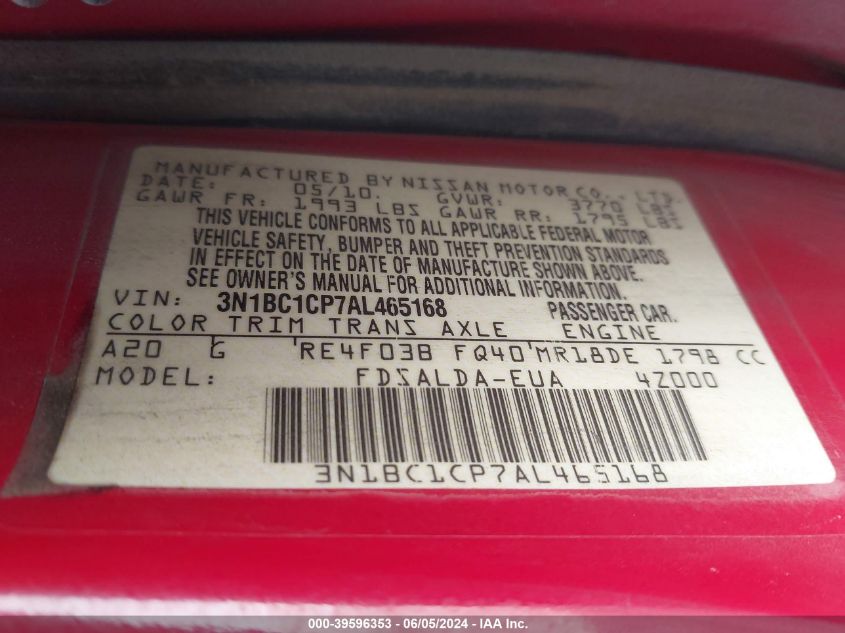 MANUFACTURED BY NISSAN MOTOR CO., LTD.
DATE: 05/10. GVWR: 3770 LBS
GAWR FR: 1993 LBS GAWR RR: 1795 LBS
THIS VEHICLE CONFORMS TO ALL APPLICABLE FEDERAL MOTOR
VEHICLE SAFETY, BUMPER AND THEFT PREVENTION STANDARDS
IN EFFECT ON THE DATE OF MANUFACTURE SHOWN ABOVE.
SEE OWNER'S MANUAL FOR ADDITIONAL INFORMATION.
VIN: 3N1BC1CP7AL465168 PASSENGER CAR.
COLOR TRIM TRANS AXLE ENGINE
A20 G RE4F03B FQ40 MR18DE 1798 CC
MODEL: FDSALDA-EUA 4Z000
3N1BC1CP7AL465168
000-39596353 - 06/05/2024 - IAA Inc.